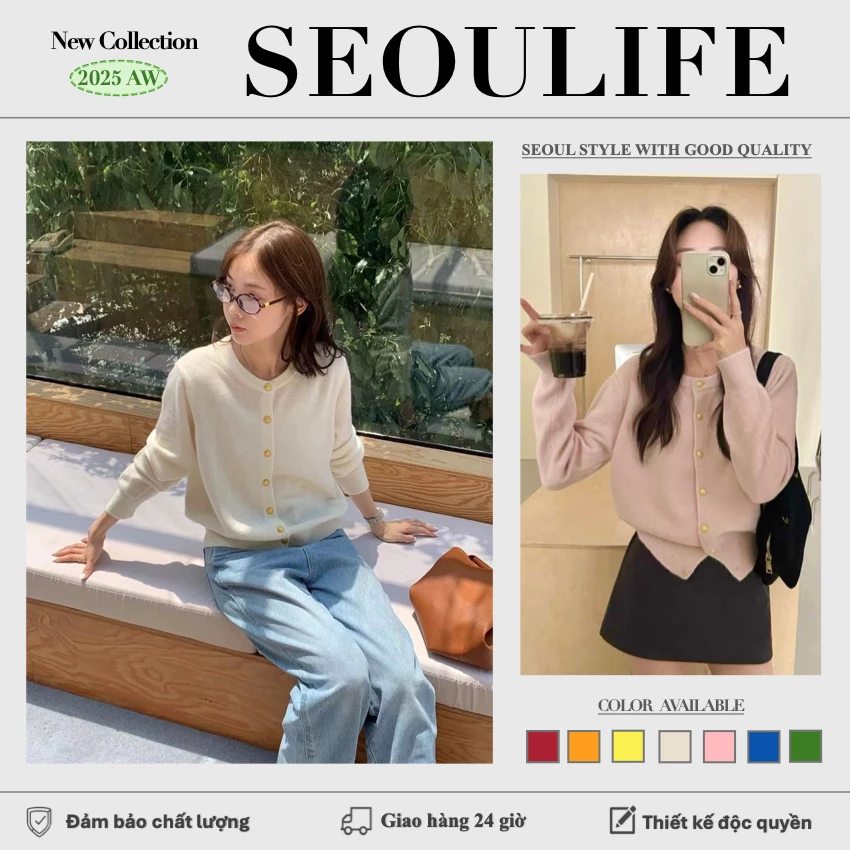 New Collection
2025 AW
SEOULIFE
SEOUL STYLE WITH GOOD QUALITY
COLOR AVAILABLE
Đảm bảo chất lượng
Giao hàng 24 giờ
Thiết kế độc quyền